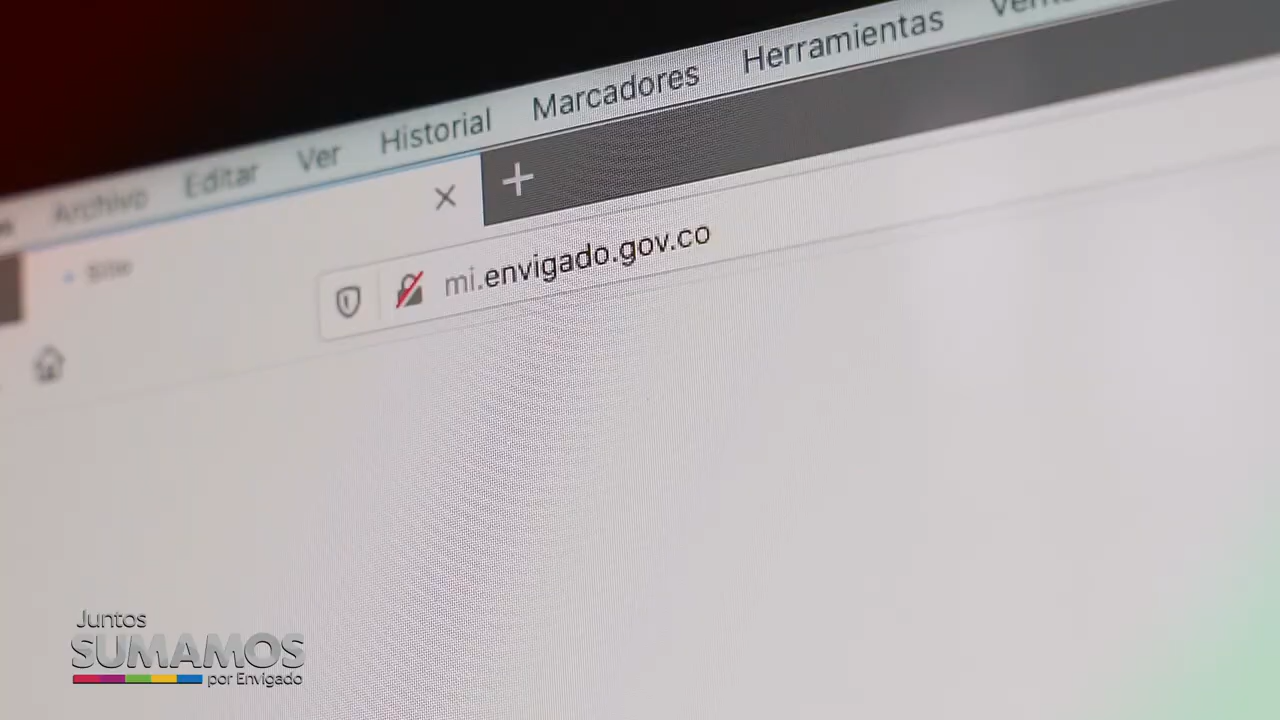 Archivo Editar Ver Historial Marcadores Herramientas
mi.envigado.gov.co
Juntos
SUMAMOS
por Envigado